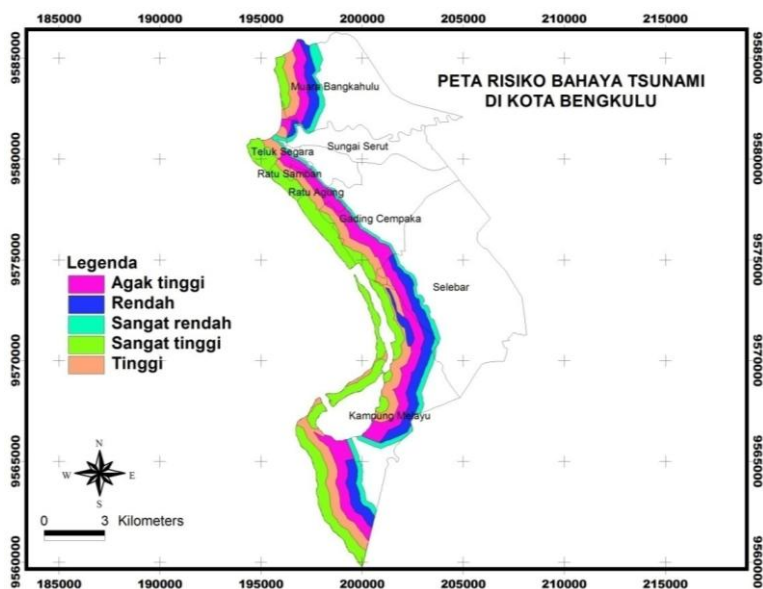 185000 190000 195000 200000 205000 210000 215000
9585000 9585000
PETA RISIKO BAHAYA TSUNAMI
DI KOTA BENGKULU
Muara Bangkahulu
Sungai Serut
9580000 9580000
Teluk Segara
Ratu Samban
Ratu Agung
Gading Cempaka
9575000 9575000
Selebar
Legenda
Agak tinggi
Rendah
Sangat rendah
Sangat tinggi
Tinggi
9570000 9570000
Kampung Melayu
9565000 9565000
N
W E
S
0 3 Kilometers
9560000 9560000
185000 190000 195000 200000 205000 210000 215000